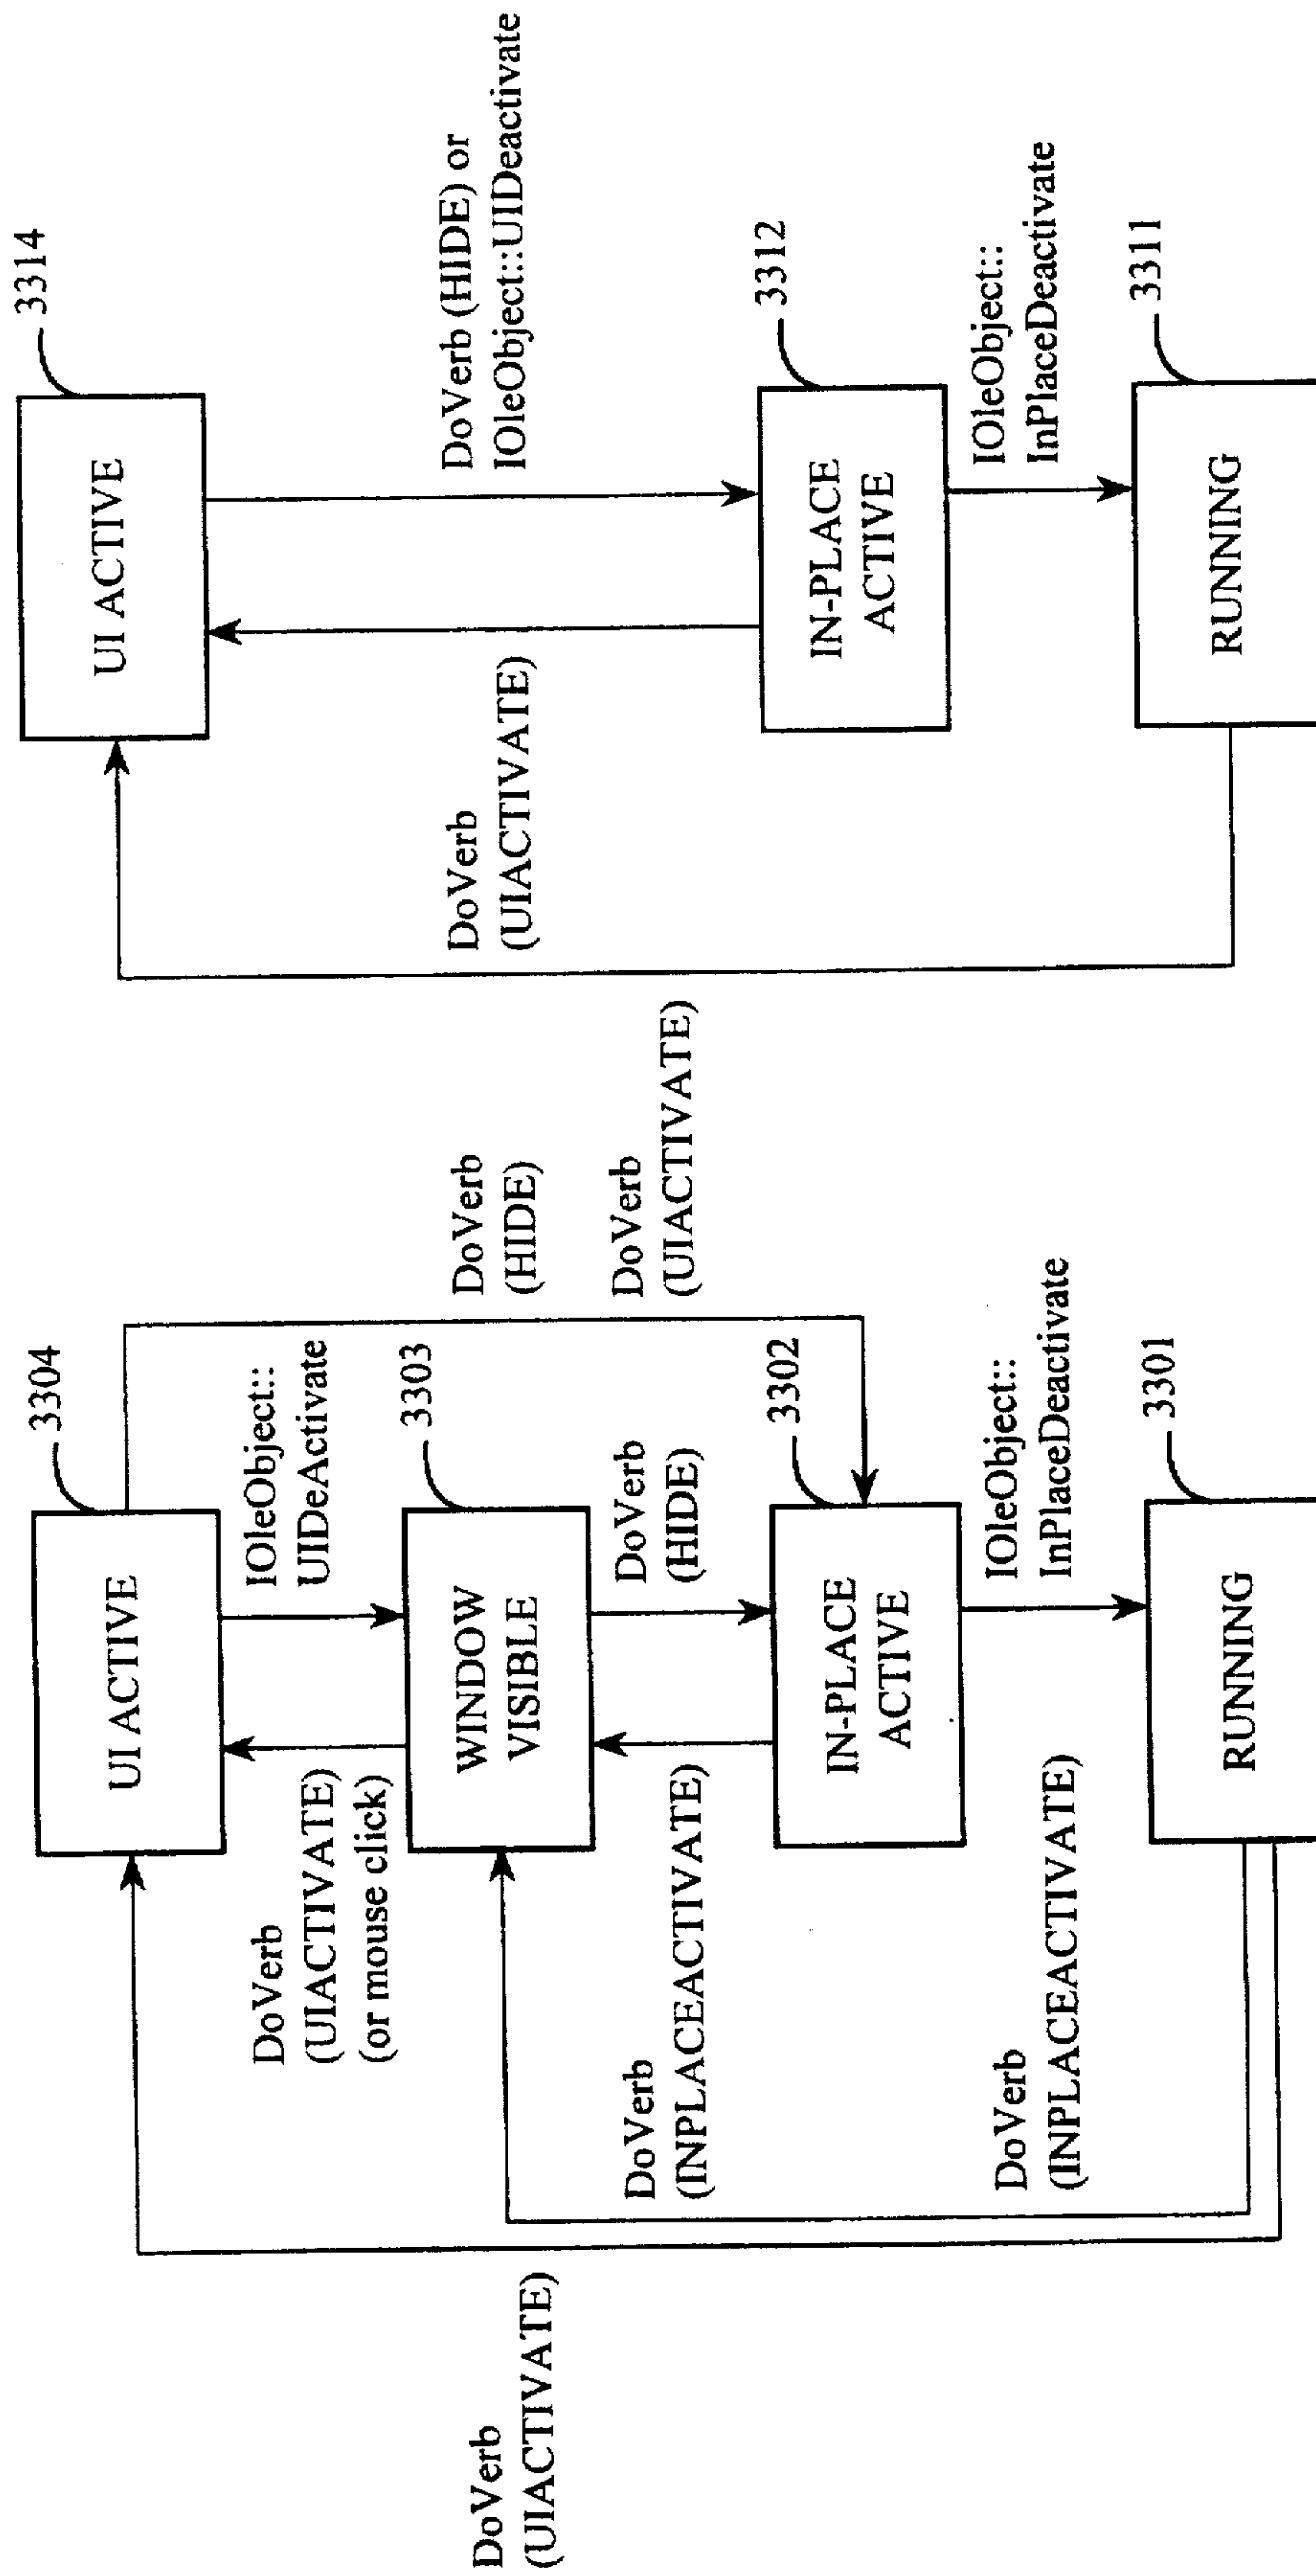 UI ACTIVE
3304
DoVerb
(UIACTIVATE)
(or mouse click)
IOleObject::
UIDeActivate
WINDOW
VISIBLE
3303
DoVerb
(HIDE)
DoVerb
(UIACTIVATE)
DoVerb
(INPLACEACTIVATE)
DoVerb
(HIDE)
IN-PLACE
ACTIVE
3302
DoVerb
(INPLACEACTIVATE)
IOleObject::
InPlaceDeactivate
RUNNING
3301
DoVerb
(UIACTIVATE)
UI ACTIVE
3314
DoVerb
(UIACTIVATE)
DoVerb (HIDE) or
IOleObject::UIDeactivate
DoVerb
(UIACTIVATE)
IN-PLACE
ACTIVE
3312
IOleObject::
InPlaceDeactivate
RUNNING
3311